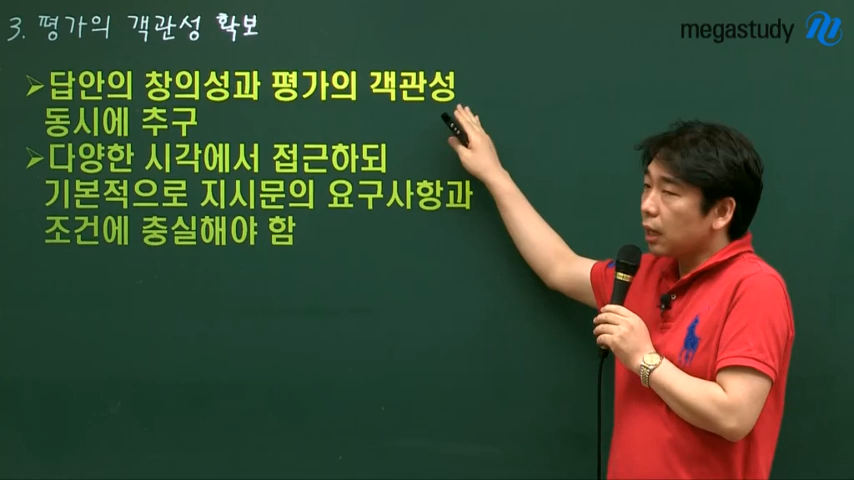 3. 평가의 객관성 확보
megastudy
➢답안의 창의성과 평가의 객관성
동시에 추구
➢다양한 시각에서 접근하되
기본적으로 지시문의 요구사항과
조건에 충실해야 함